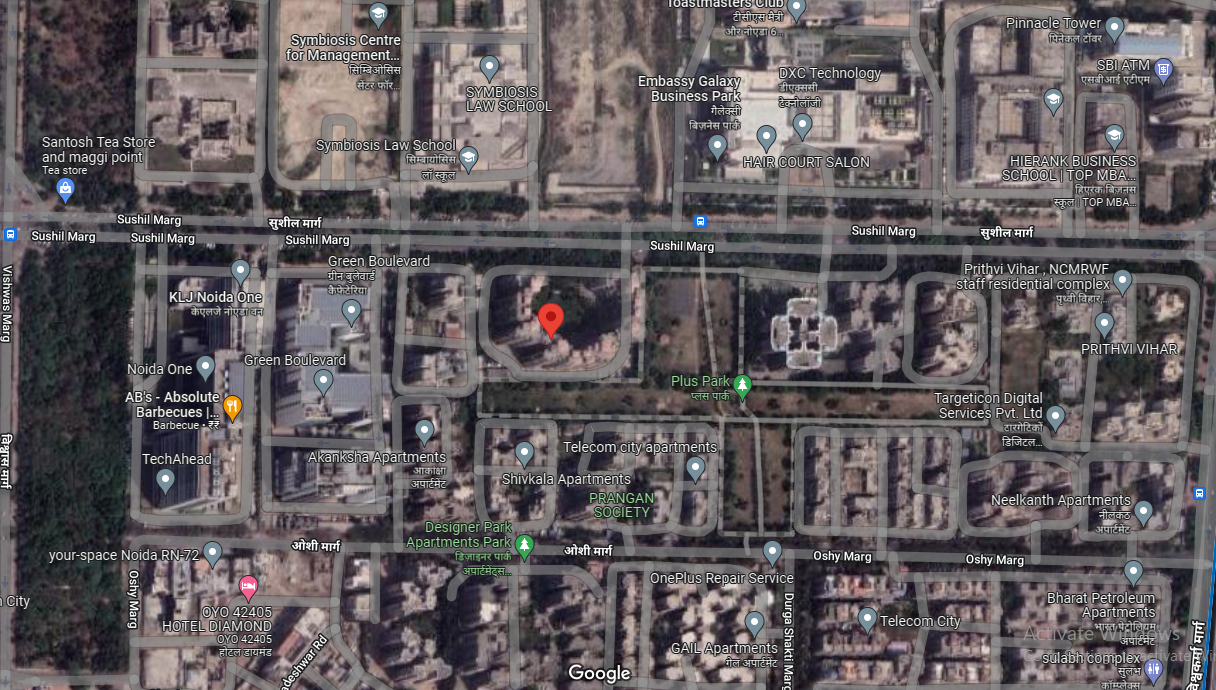 Toastmasters Club
टीसीएस मैत्री
और नोएडा 6...
Symbiosis Centre
for Management...
सिम्बिओसिस
सेंटर फॉर...
SYMBIOSIS
LAW SCHOOL
Embassy Galaxy
Business Park
गैलेक्सी
बिज़नेस पार्क
DXC Technology
डीएक्ससी
टेक्नोलॉजी
Pinnacle Tower
पिनेकल टॉवर
SBI ATM
एसबीआई एटीएम
Santosh Tea Store
and maggi point
Tea store
Symbiosis Law School
सिम्बायोसिस
लॉ स्कूल
HAIR COURT SALON
HIERANK BUSINESS
SCHOOL | TOP MBA...
हिएरंक बिज़नस
स्कूल | TOP MBA...
Sushil Marg
सुशील मार्ग
Sushil Marg
Sushil Marg
Sushil Marg
Sushil Marg
Sushil Marg
सुशील मार्ग
Vishwas Marg
विश्वास मार्ग
Green Boulevard
ग्रीन बुलेवार्ड
कैफेटेरिया
KLJ Noida One
केएलजे नोएडा वन
Prithvi Vihar , NCMRWF
staff residential complex
पृथ्वी विहार,...
PRITHVI VIHAR
Noida One
Green Boulevard
AB's - Absolute
Barbecues |...
Barbecue • ₹₹
Plus Park
प्लस पार्क
Targeticon Digital
Services Pvt. Ltd
टारगेटिकों
डिजिटल...
TechAhead
Akanksha Apartments
आकांक्षा
अपार्टमेंट
Shivkala Apartments
Telecom city apartments
PRANGAN
SOCIETY
Neelkanth Apartments
नीलकंठ
अपार्टमेंट
Designer Park
Apartments Park
डिजाइनर पार्क
अपार्टमेंट्स...
ओशी मार्ग
ओशी मार्ग
Oshy Marg
Oshy Marg
your-space Noida RN-72
OnePlus Repair Service
n City
Oshy Marg
OYO 42405
HOTEL DIAMOND
OYO 42405
होटल डायमंड
adeshwar Rd
GAIL Apartments
गेल अपार्टमेंट
Durga Shakti Marg
Telecom City
Bharat Petroleum
Apartments
भारत पेट्रोलियम
अपार्टमेंट
Activate Windows
sulabh complex
सुलभ
कॉम्प्लेक्स
विश्वकर्मा मार्ग
Google